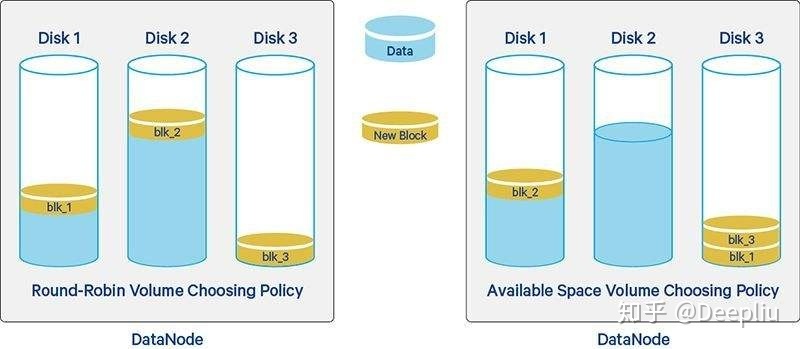 Disk 1
Disk 2
Disk 3
blk_1
blk_2
blk_3
Round-Robin Volume Choosing Policy
DataNode
Data
New Block
Disk 1
Disk 2
Disk 3
blk_2
blk_3
blk_1
Available Space Volume Choosing Policy
知乎 @Deepliu
DataNode